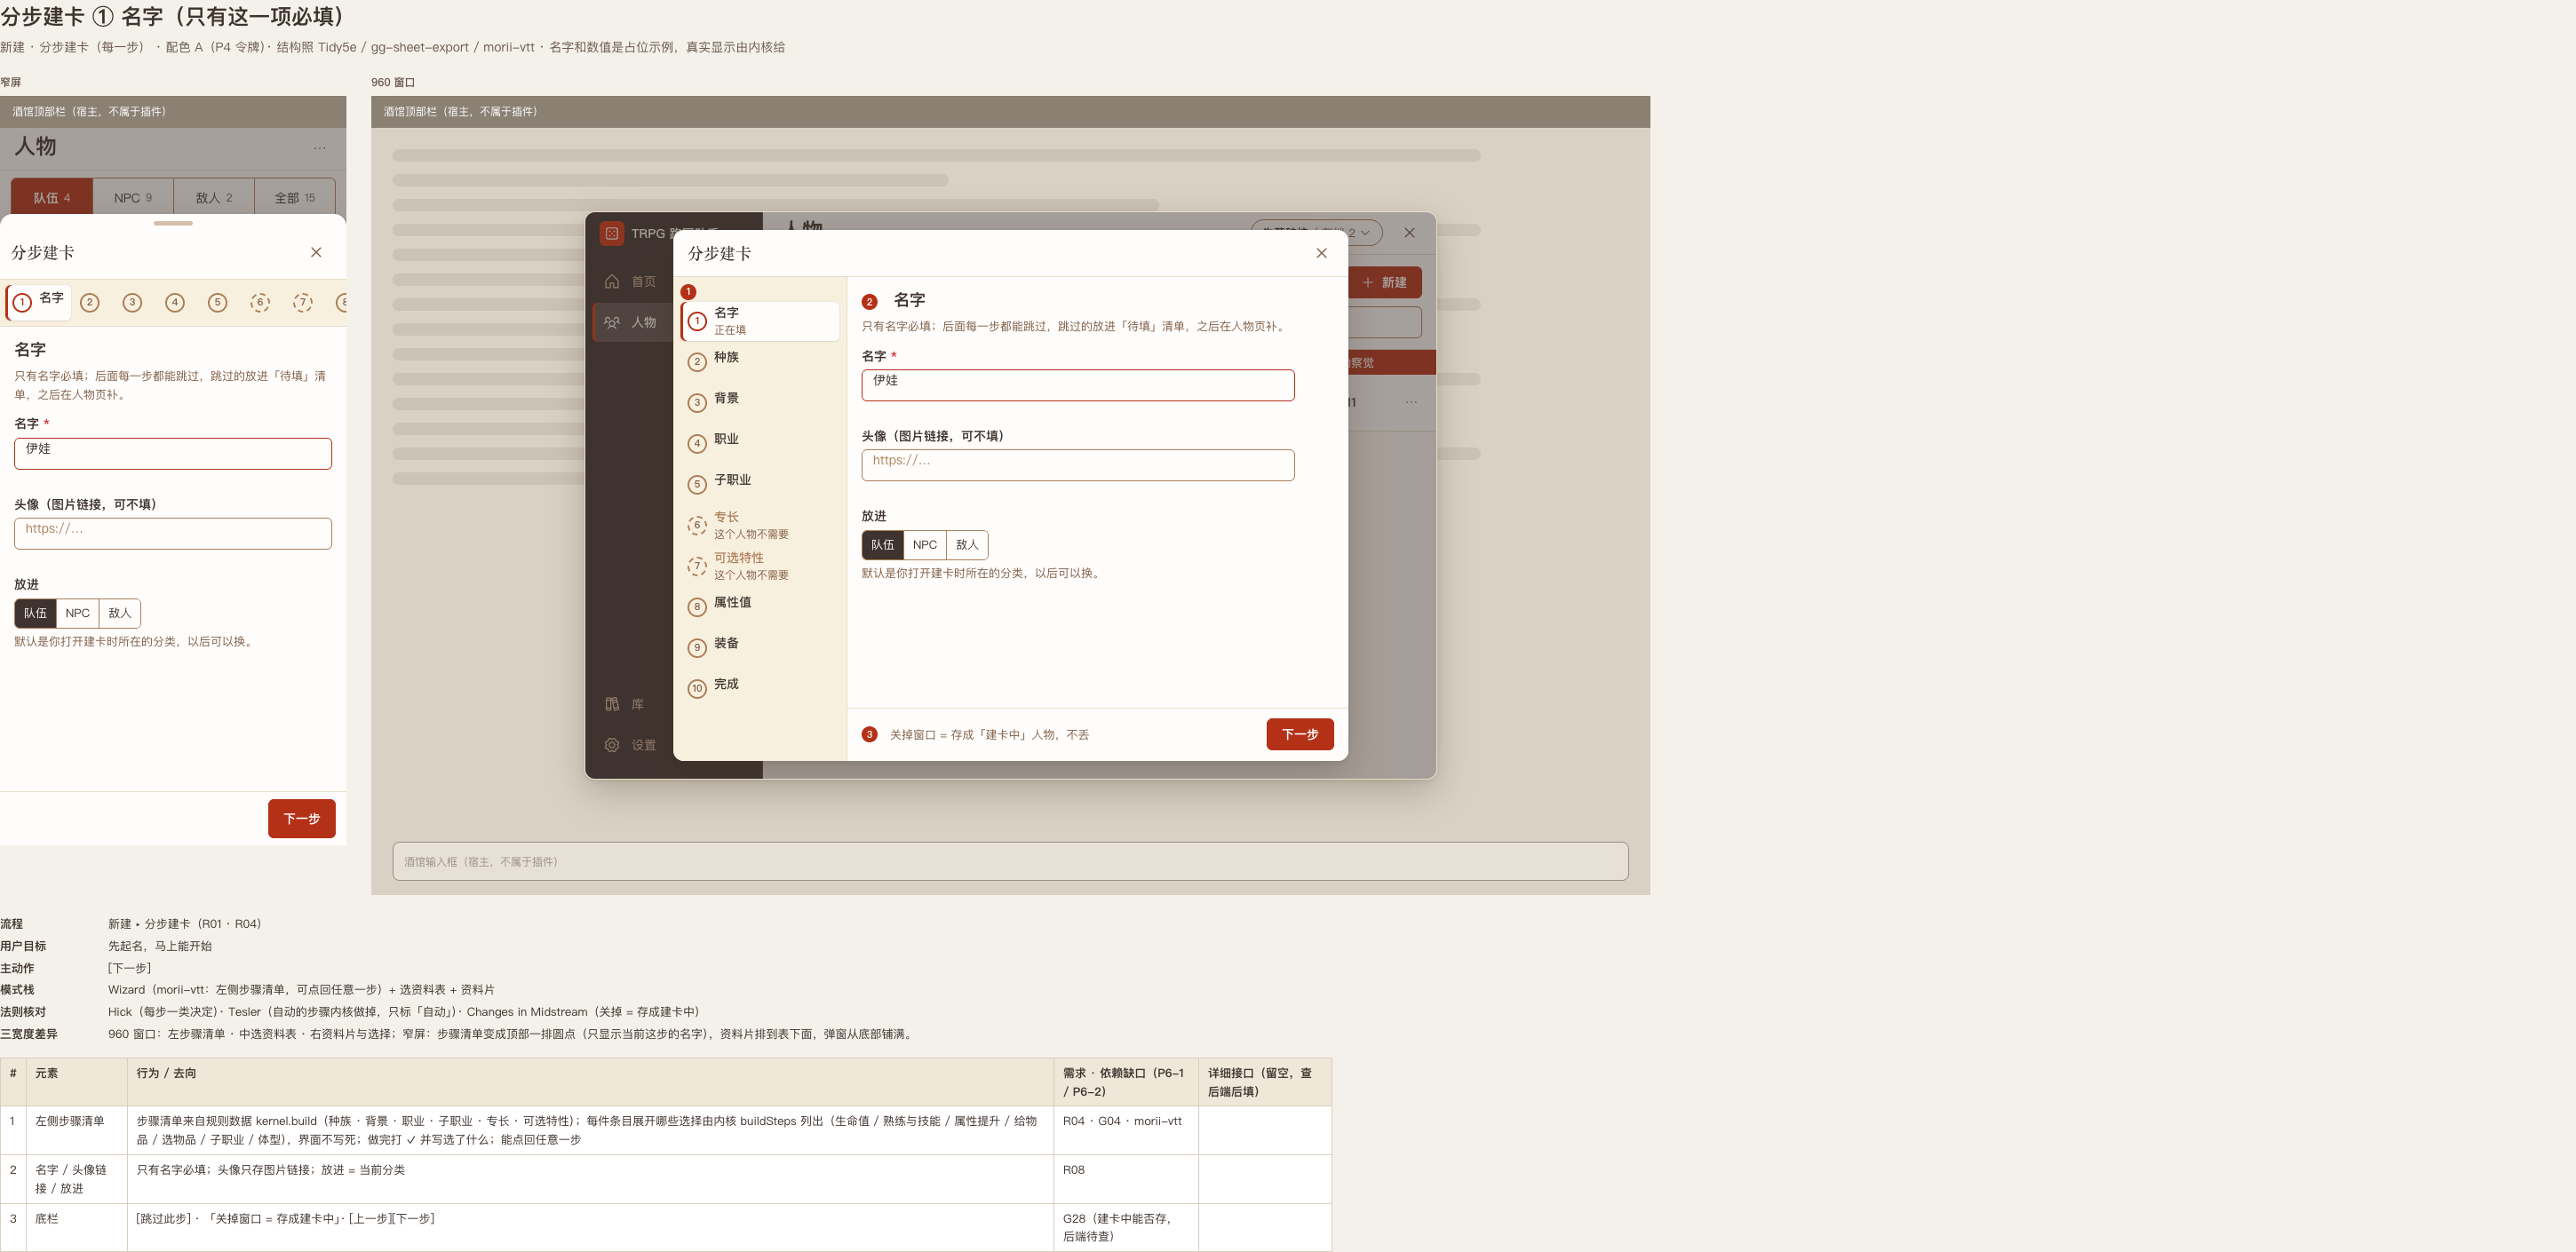 分步建卡 ① 名字（只有这一项必填）
新建 · 分步建卡（每一步） · 配色 A（P4 令牌）· 结构照 Tidy5e / gg-sheet-export / morii-vtt · 名字和数值是占位示例，真实显示由内核给
窄屏
酒馆顶部栏（宿主，不属于插件）
人物
···
队伍 4
NPC 9
敌人 2
全部 15
分步建卡
1 名字
2
3
4
5
6
7
名字
只有名字必填；后面每一步都能跳过，跳过的放进「待填」清
单，之后在人物页补。
名字 *
伊娃
头像（图片链接，可不填）
https://…
放进
队伍
NPC
敌人
默认是你打开建卡时所在的分类，以后可以换。
下一步
960 窗口
酒馆顶部栏（宿主，不属于插件）
TRPG
人物
2
首页
人物
库
设置
＋ 新建
察觉
···
分步建卡
1
1 名字
正在填
2 种族
3 背景
4 职业
5 子职业
6 专长
这个人物不需要
7 可选特性
这个人物不需要
8 属性值
9 装备
10 完成
2 名字
只有名字必填；后面每一步都能跳过，跳过的放进「待填」清单，之后在人物页补。
名字 *
伊娃
头像（图片链接，可不填）
https://…
放进
队伍
NPC
敌人
默认是你打开建卡时所在的分类，以后可以换。
3 关掉窗口 = 存成「建卡中」人物，不丢
下一步
酒馆输入框（宿主，不属于插件）
流程 新建 ▸ 分步建卡（R01 · R04）
用户目标 先起名，马上能开始
主动作 [下一步]
模式栈 Wizard（morii-vtt：左侧步骤清单，可点回任意一步）+ 选资料表 + 资料片
法则核对 Hick（每步一类决定）· Tesler（自动的步骤内核做掉，只标「自动」）· Changes in Midstream（关掉 = 存成建卡中）
三宽度差异 960 窗口：左步骤清单 · 中选资料表 · 右资料片与选择；窄屏：步骤清单变成顶部一排圆点（只显示当前这步的名字），资料片排到表下面，弹窗从底部铺满。
# 元素 行为 / 去向 需求 · 依赖缺口（P6-1
/ P6-2）
详细接口（留空，查
后端后填）
1 左侧步骤清单 步骤清单来自规则数据 kernel.build（种族 · 背景 · 职业 · 子职业 · 专长 · 可选特性）；每件条目展开哪些选择由内核 buildSteps 列出（生命值 / 熟练与技能 / 属性提升 / 给物
品 / 选物品 / 子职业 / 体型），界面不写死；做完打 ✓ 并写选了什么；能点回任意一步
R04 · G04 · morii-vtt
2 名字 / 头像链
接 / 放进
只有名字必填；头像只存图片链接；放进 = 当前分类
R08
3 底栏 [跳过此步] · 「关掉窗口 = 存成建卡中」· [上一步][下一步]
G28（建卡中能否存，
后端待查）